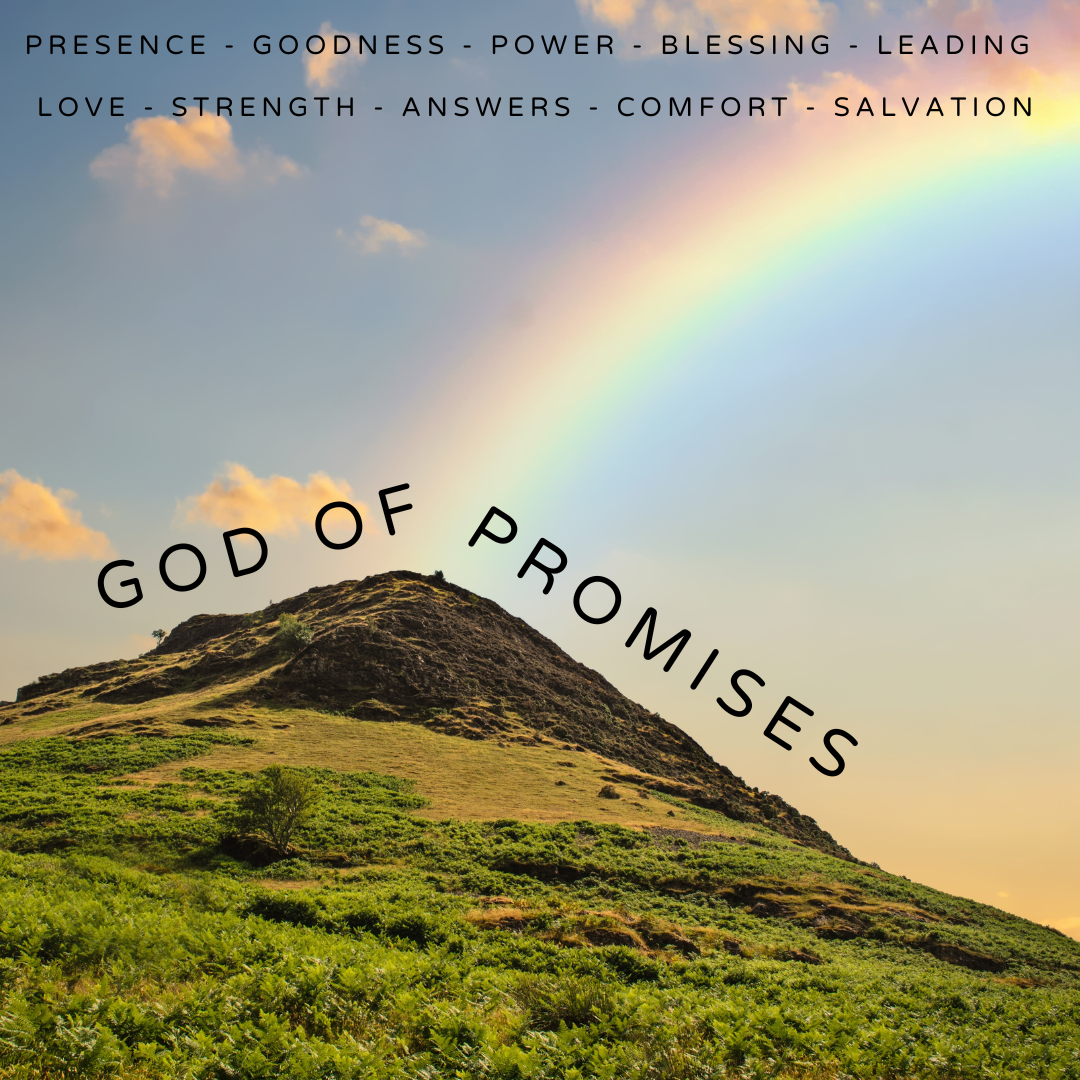 PRESENCE - GOODNESS - POWER - BLESSING - LEADING
LOVE - STRENGTH - ANSWERS - COMFORT - SALVATION
GOD OF PROMISES